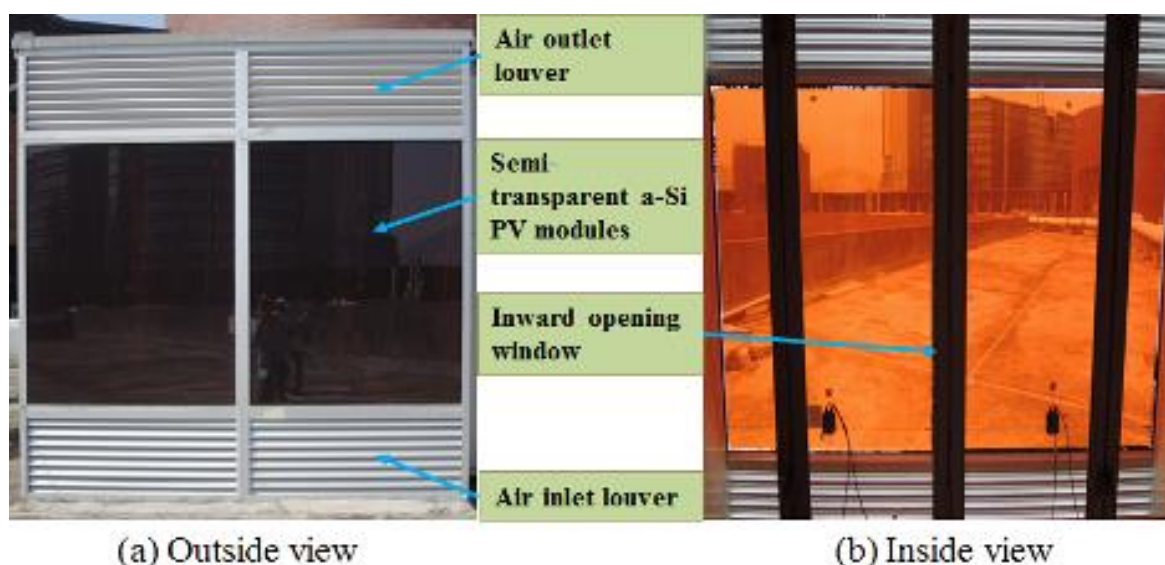 Air outlet
louver
Semi
transparent a-Si
PV modules
Inward opening
window
Air inlet louver
(a) Outside view
(b) Inside view